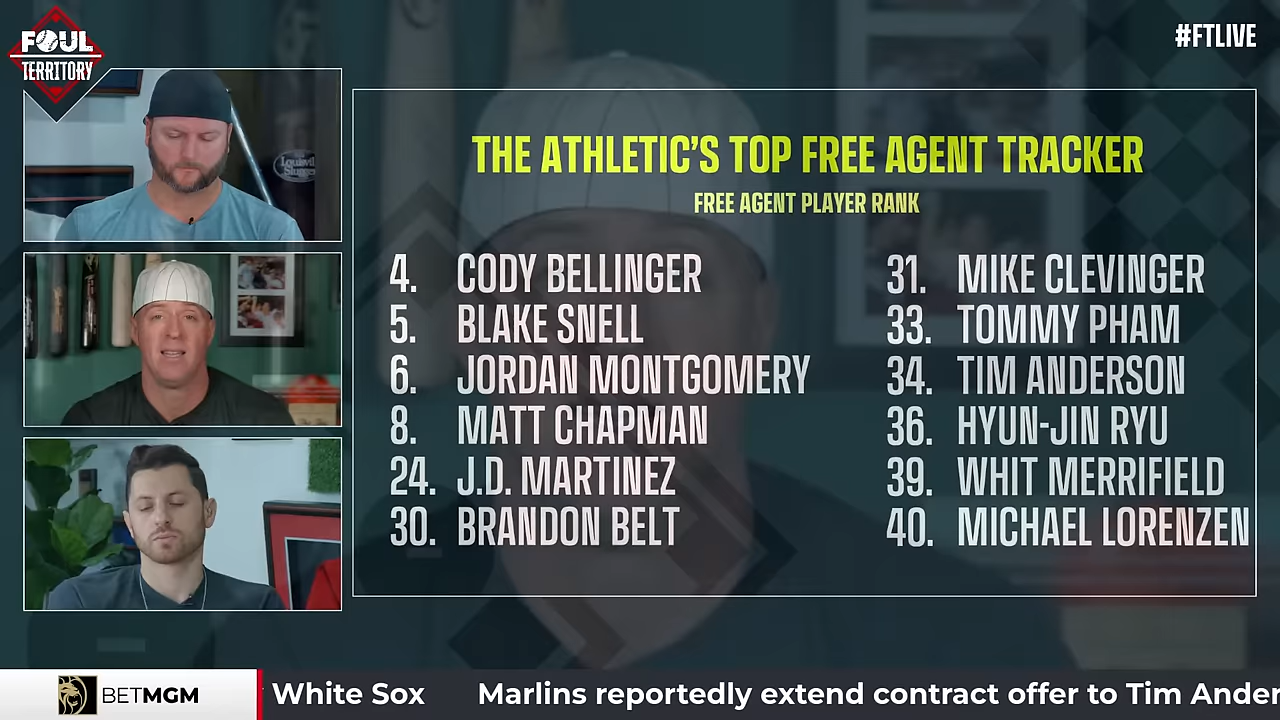 FOUL
TERRITORY
#FTLIVE
Louisville
Slugger
THE ATHLETIC'S TOP FREE AGENT TRACKER
FREE AGENT PLAYER RANK
4. CODY BELLINGER
5. BLAKE SNELL
6. JORDAN MONTGOMERY
8. MATT CHAPMAN
24. J.D. MARTINEZ
30. BRANDON BELT
31. MIKE CLEVINGER
33. TOMMY PHAM
34. TIM ANDERSON
36. HYUN-JIN RYU
39. WHIT MERRIFIELD
40. MICHAEL LORENZEN
BETMGM
White Sox Marlins reportedly extend contract offer to Tim Ander